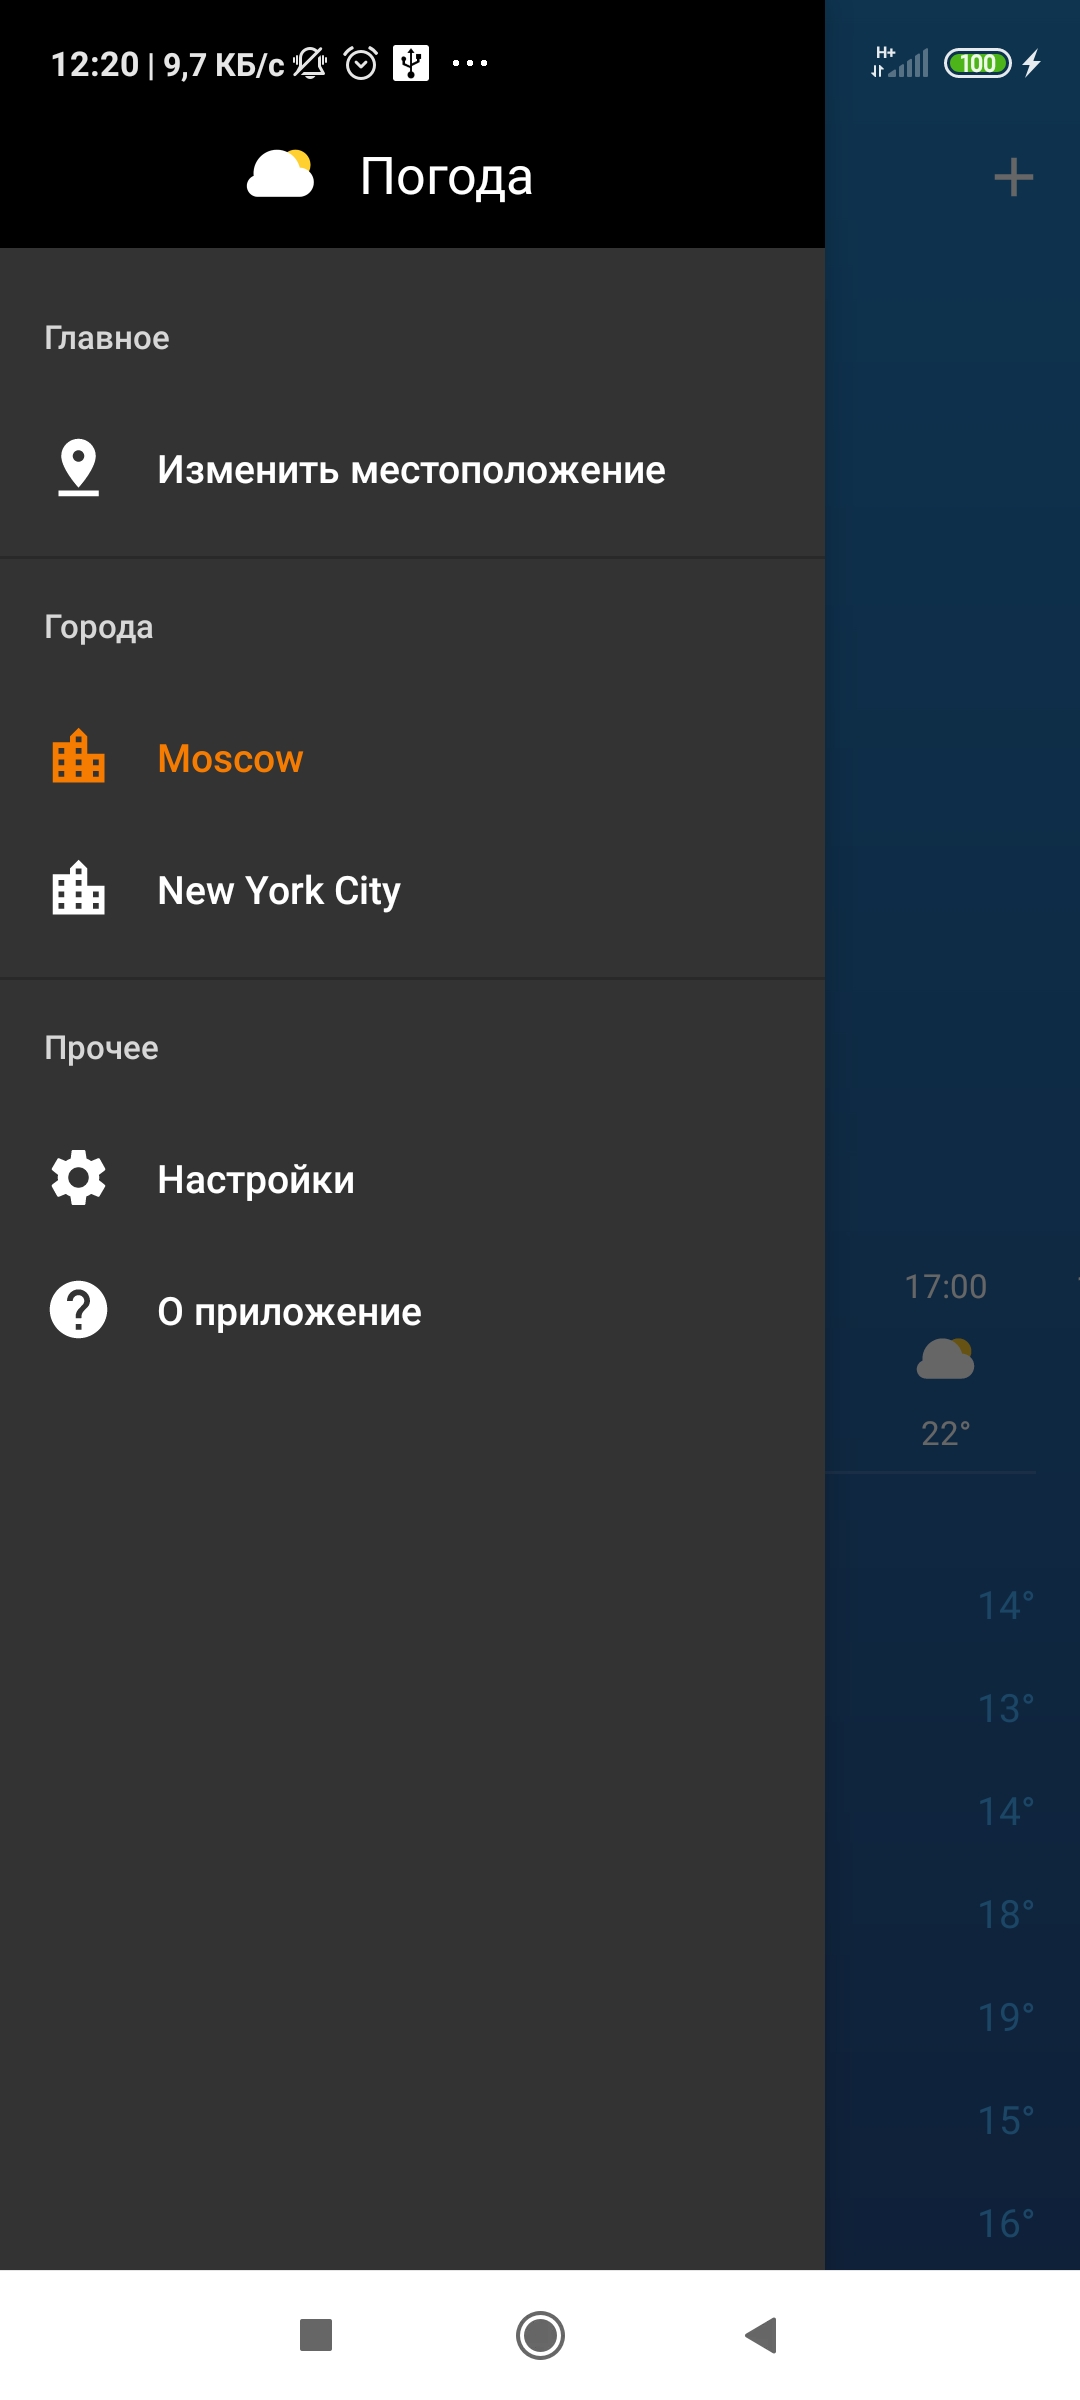 12:20 | 9,7 КБ/с
H+
100
Погода
Главное
Изменить местоположение
Города
Moscow
New York City
Прочее
Настройки
О приложение
17:00
22°
14°
13°
14°
18°
19°
15°
16°